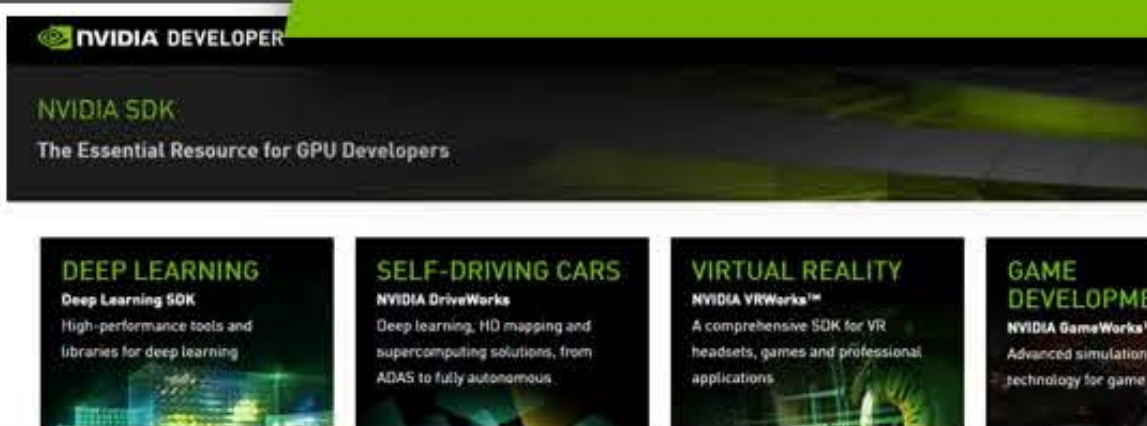 NVIDIA DEVELOPER
NVIDIA SDK
The Essential Resource for GPU Developers
DEEP LEARNING
Deep Learning SDK
High-performance tools and
libraries for deep learning
SELF-DRIVING CARS
NVIDIA DriveWorks
Deep learning, HD mapping and
supercomputing solutions, from
ADAS to fully autonomous
VIRTUAL REALITY
NVIDIA VRWorks™
A comprehensive SDK for VR
headsets, games and professional
applications
GAME
DEVELOPME
NVIDIA GameWorks
Advanced simulation
technology for game